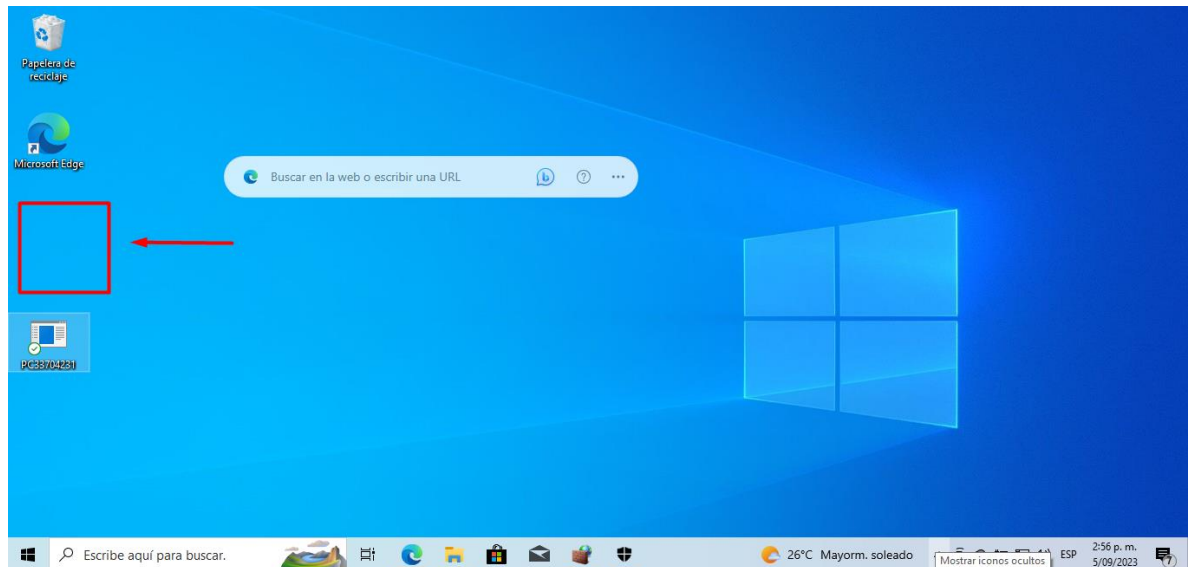 Papelera de
reciclaje
Microsoft Edge
Buscar en la web o escribir una URL
PC33704231
Escribe aquí para buscar.
26°C Mayorm. soleado
Mostrar iconos ocultos
ESP
2:56 p. m.
5/09/2023
7